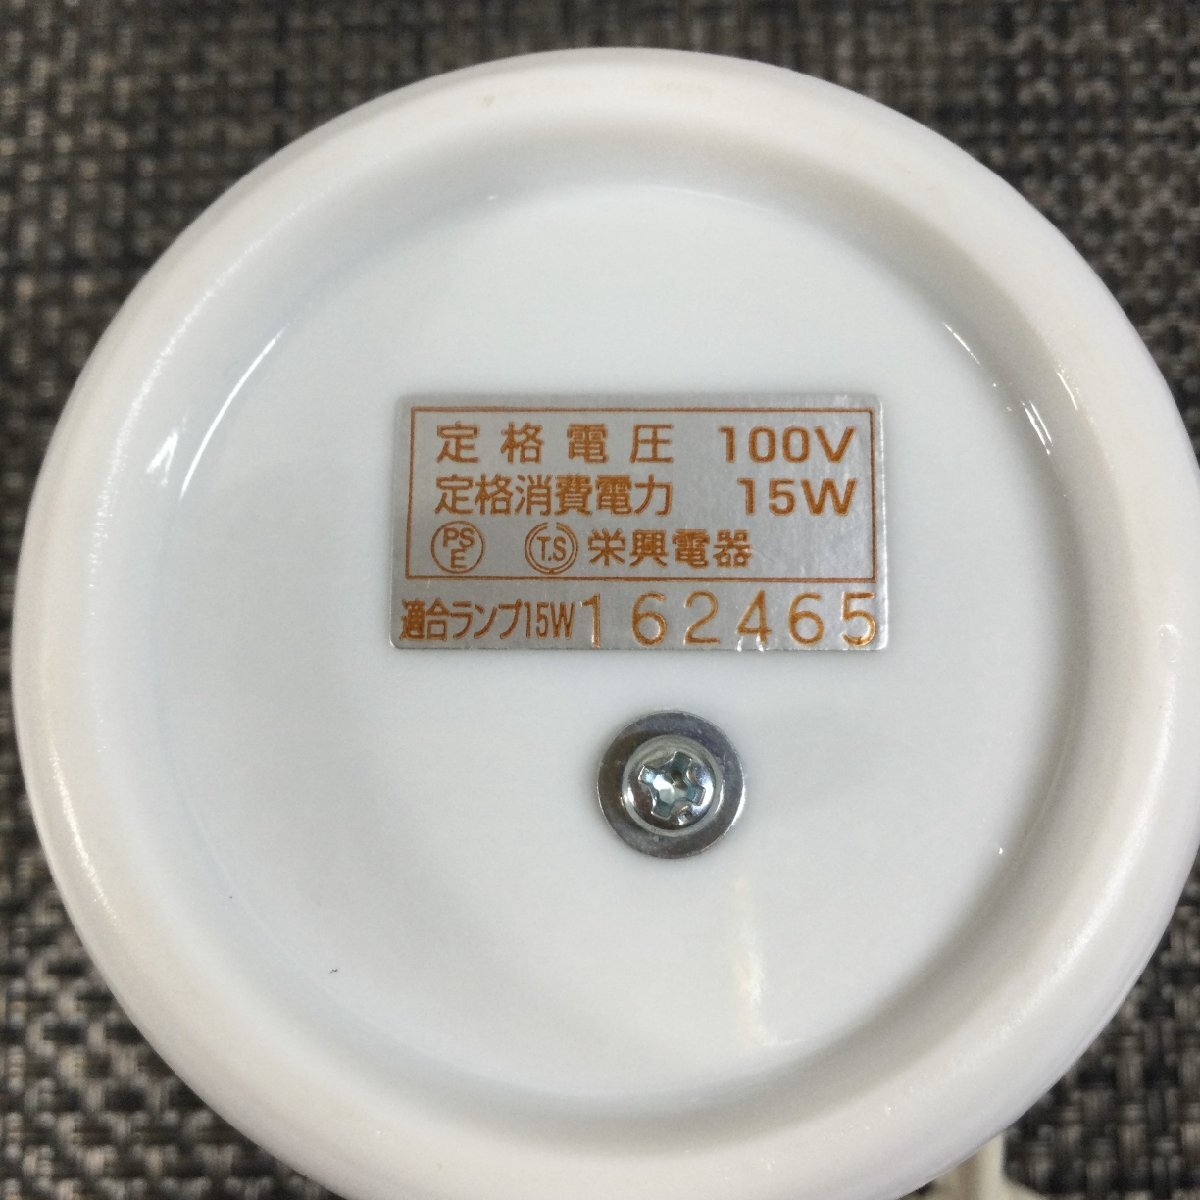 定格電圧 100V
定格消費電力 15W
PSE T.S 栄興電器
適合ランプ15W 162465